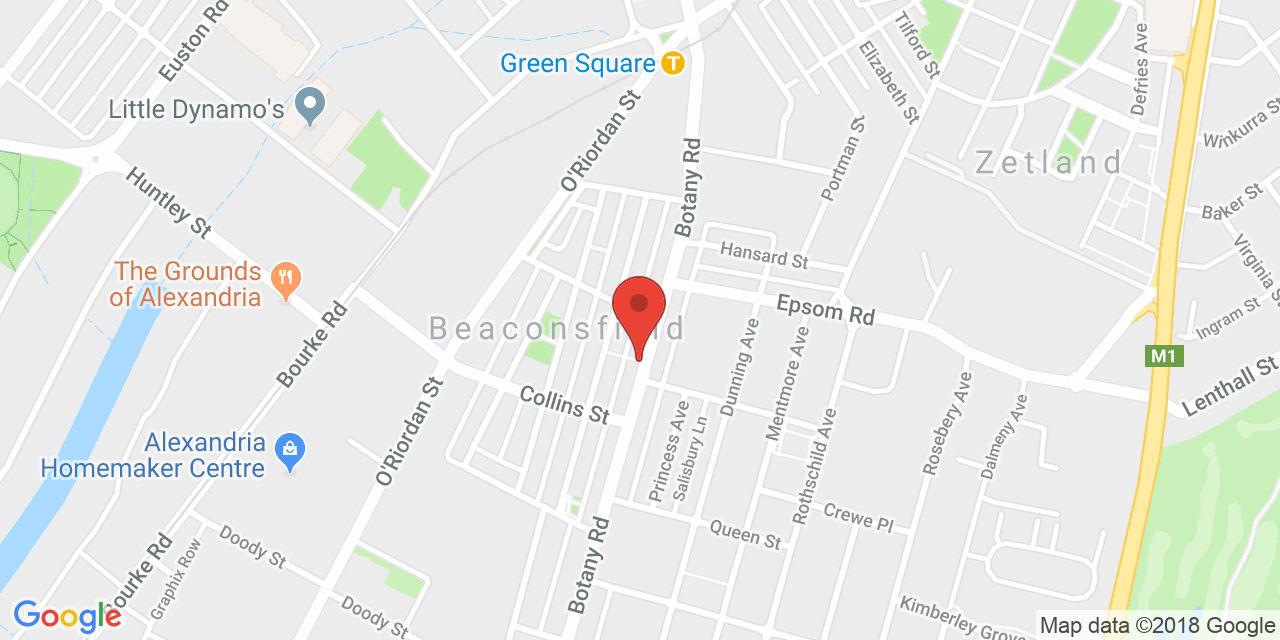 Euston Rd
Tilford St
Elizabeth St
Defries Ave
Green Square
T
Little Dynamo's
O'Riordan St
Botany Rd
Portman St
Winkurra St
Zetland
Huntley St
Baker St
Virginia S
The Grounds
of Alexandria
Hansard St
Epsom Rd
Ingram St
Beaconsfield
Bourke Rd
M1
Dunning Ave
Mentmore Ave
Lenthall St
Collins St
O'Riordan St
Princess Ave
Salisbury Ln
Rothschild Ave
Rosebery Ave
Dalmeny Ave
Alexandria
Homemaker Centre
Crewe Pl
Queen St
Doody St
Botany Rd
Bourke Rd
Graphix Row
Doody St
Kimberley Grove
Google
Map data ©2018 Google